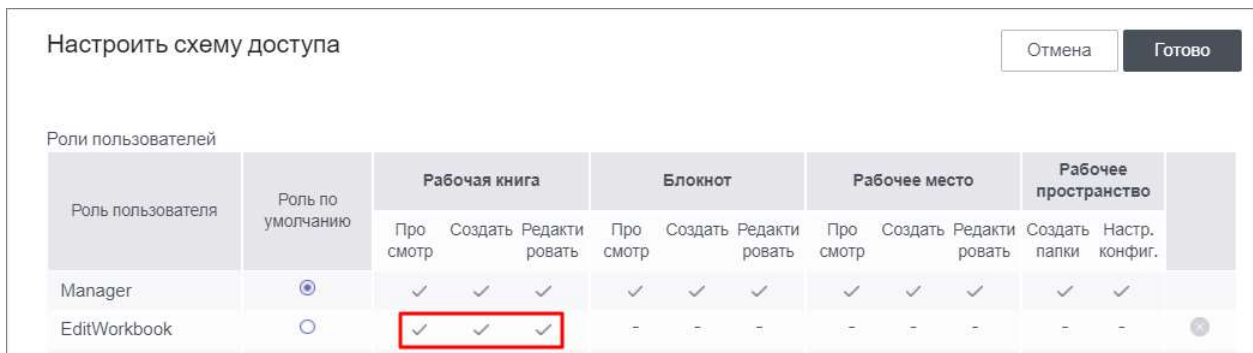 Настроить схему доступа
Отмена
Готово
Роли пользователей
Роль пользователя
Роль по
умолчанию
Рабочая книга
Блокнот
Рабочее место
Рабочее
пространство
Про
смотр
Создать
Редакти
ровать
Про
смотр
Создать
Редакти
ровать
Про
смотр
Создать
Редакти
ровать
Создать
папки
Настр.
конфиг.
Manager
EditWorkbook
- - - - - - - -